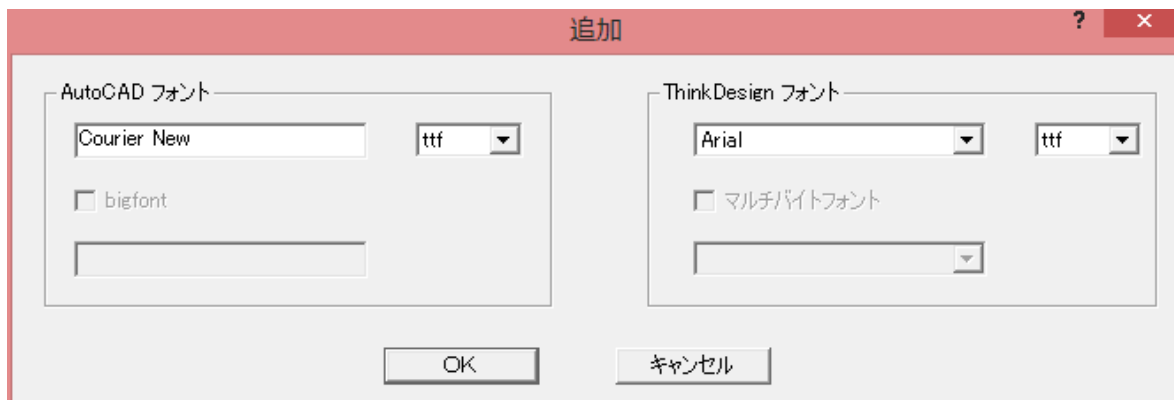 追加
?
AutoCAD フォント
Courier New
ttf
bigfont
ThinkDesign フォント
Arial
ttf
マルチバイトフォント
OK
キャンセル